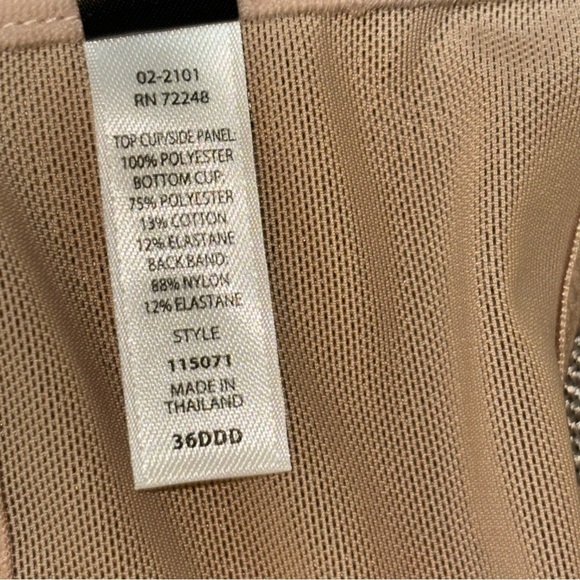 02-2101
RN 72248
TOP CUP/SIDE PANEL:
100% POLYESTER
BOTTOM CUP:
75% POLYESTER
13% COTTON
12% ELASTANE
BACK BAND:
88% NYLON
12% ELASTANE
STYLE
115071
MADE IN
THAILAND
36DDD